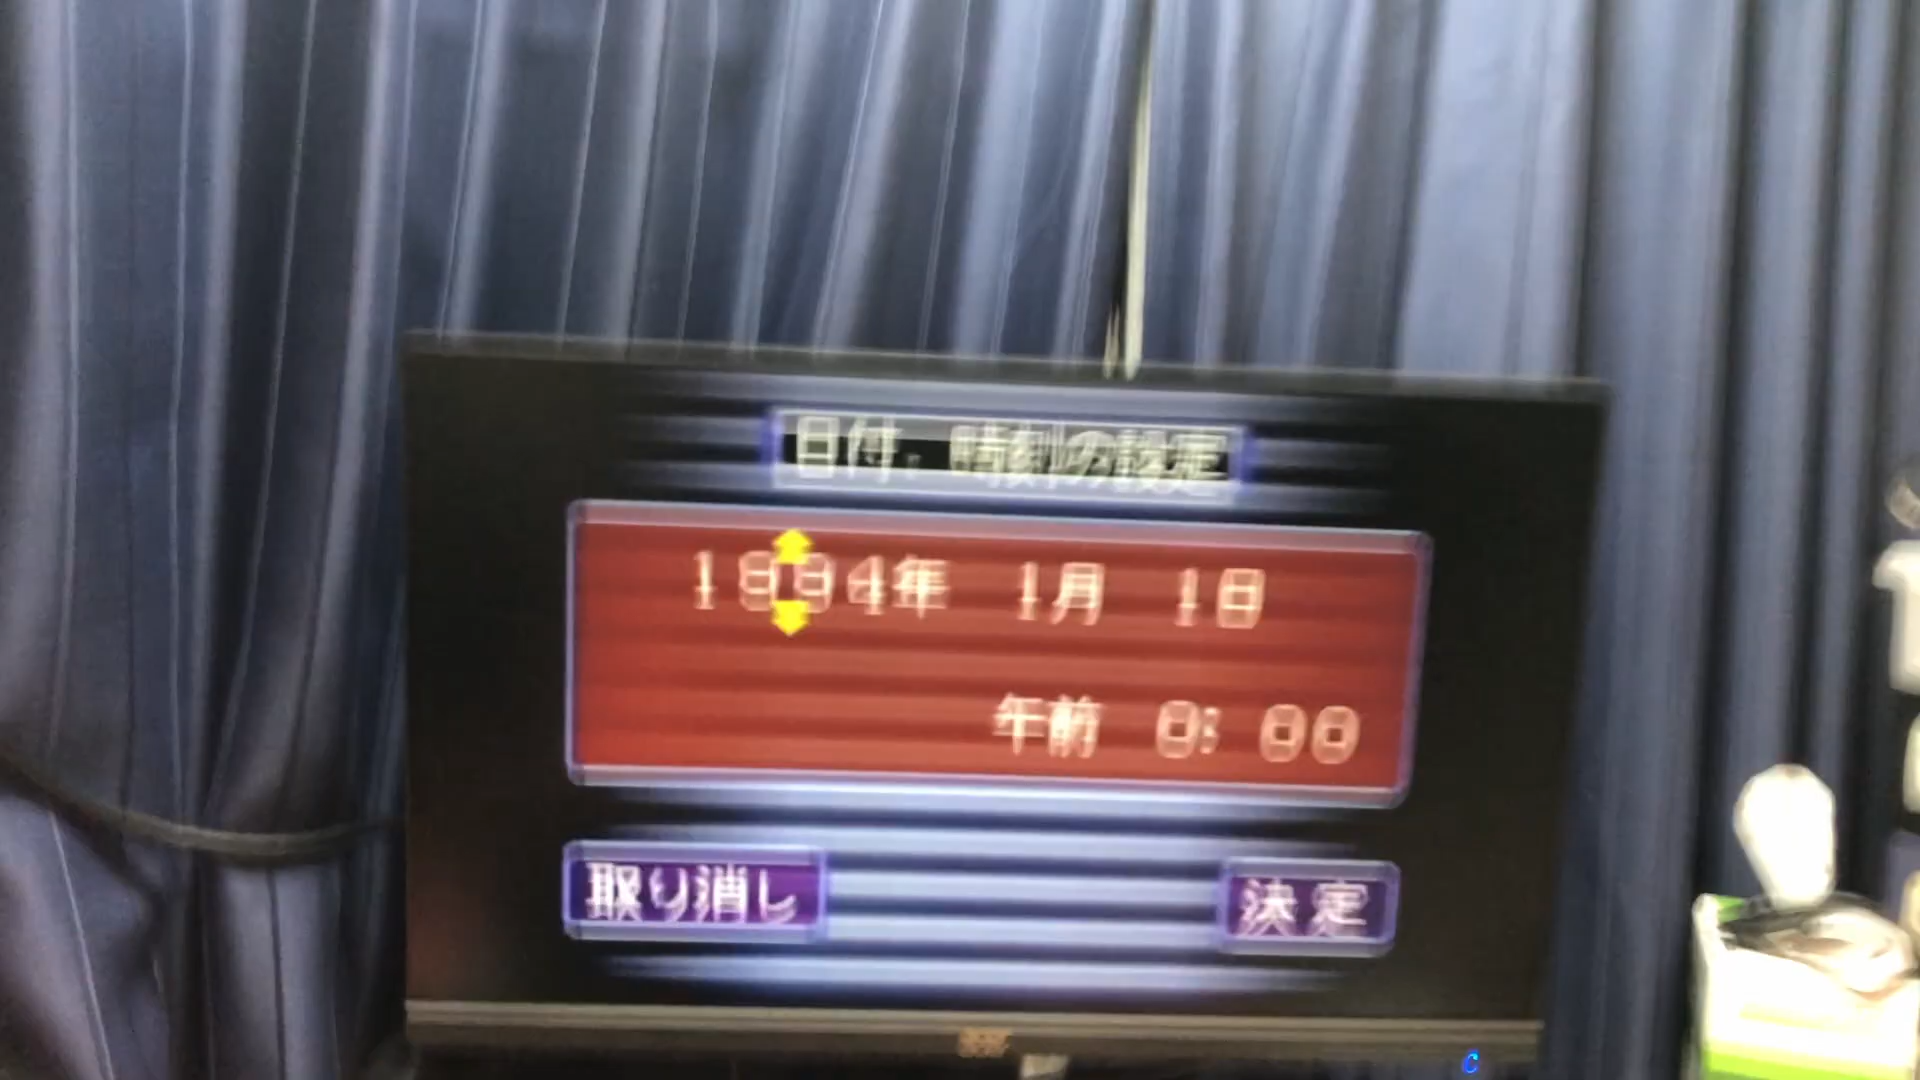 日付、時刻の設定
1994年 1月 1日
午前 0:00
取り消し
決定
C